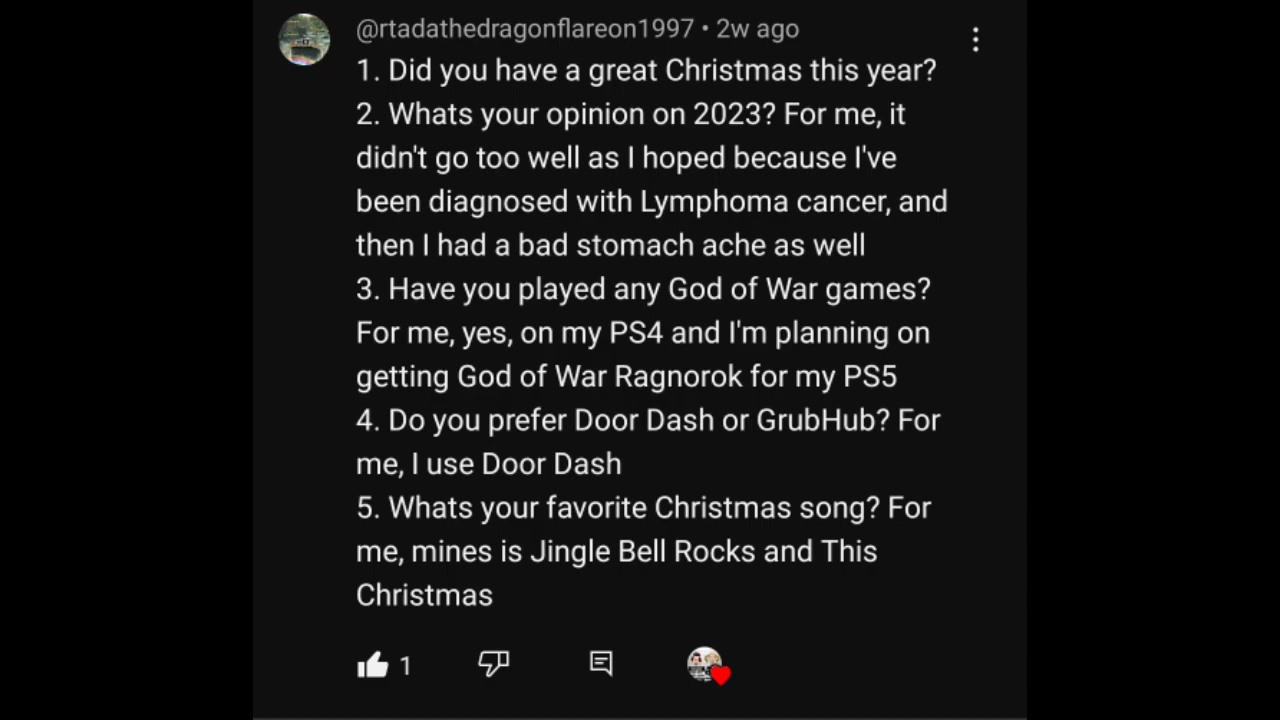 @rtadathedragonflareon1997 • 2w ago
1. Did you have a great Christmas this year?
2. Whats your opinion on 2023? For me, it
didn't go too well as I hoped because I've
been diagnosed with Lymphoma cancer, and
then I had a bad stomach ache as well
3. Have you played any God of War games?
For me, yes, on my PS4 and I'm planning on
getting God of War Ragnorok for my PS5
4. Do you prefer Door Dash or GrubHub? For
me, I use Door Dash
5. Whats your favorite Christmas song? For
me, mines is Jingle Bell Rocks and This
Christmas
1